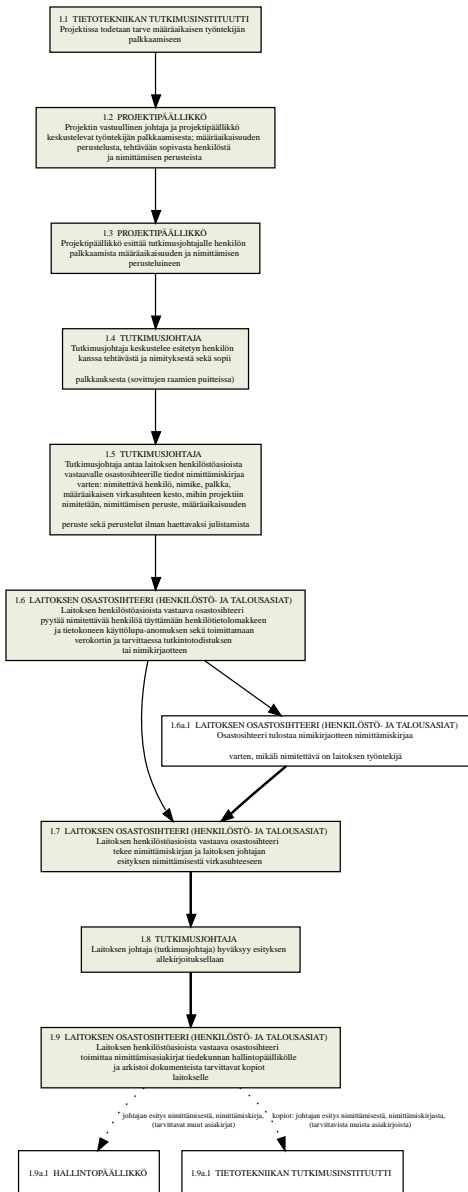 1.1 TIETOTEKNIIKAN TUTKIMUSINSTITUUTTI
Projektissa todetaan tarve määräaikaisen työntekijän
palkkaamiseen
1.2 PROJEKTIPÄÄLLIKKÖ
Projektin vastuullinen johtaja ja projektipäällikkö
keskustelevat työntekijän palkkaamisesta; määräaikaisuuden
perustelusta, tehtävään sopivasta henkilöstä
ja nimittämisen perusteista
1.3 PROJEKTIPÄÄLLIKKÖ
Projektipäällikkö esittää tutkimusjohtajalle henkilön
palkkaamista määräaikaisuuden ja nimittämisen
perusteluineen
1.4 TUTKIMUSJOHTAJA
Tutkimusjohtaja keskustelee esitetyn henkilön
kanssa tehtävästä ja nimityksestä sekä sopii
palkkauksesta (sovittujen raamien puitteissa)
1.5 TUTKIMUSJOHTAJA
Tutkimusjohtaja antaa laitoksen henkilöstöasioista
vastaavalle osastosihteerille tiedot nimittämiskirjaa
varten: nimitettävä henkilö, nimike, palkka,
määräaikaisen virkasuhteen kesto, mihin projektiin
nimitetään, nimittämisen peruste, määräaikaisuuden
peruste sekä perustelut ilman haettavaksi julistamista
1.6 LAITOKSEN OSASTOSIHTEERI (HENKILÖSTÖ- JA TALOUSASIAT)
Laitoksen henkilöstöasioista vastaava osastosihteeri
pyytää nimitettävää henkilöä täyttämään henkilötietolomakkeen
ja tietokoneen käyttölupa-anomuksen sekä toimittamaan
verokortin ja tarvittaessa tutkintotodistuksen
tai nimikirjaotteen
1.6a.1 LAITOKSEN OSASTOSIHTEERI (HENKILÖSTÖ- JA TALOUSASIAT)
Osastosihteeri tulostaa nimikirjaotteen nimittämiskirjaa
varten, mikäli nimitettävä on laitoksen työntekijä
1.7 LAITOKSEN OSASTOSIHTEERI (HENKILÖSTÖ- JA TALOUSASIAT)
Laitoksen henkilöstöasioista vastaava osastosihteeri
tekee nimittämiskirjan ja laitoksen johtajan
esityksen nimittämisestä virkasuhteeseen
1.8 TUTKIMUSJOHTAJA
Laitoksen johtaja (tutkimusjohtaja) hyväksyy esityksen
allekirjoituksellaan
1.9 LAITOKSEN OSASTOSIHTEERI (HENKILÖSTÖ- JA TALOUSASIAT)
Laitoksen henkilöstöasioista vastaava osastosihteeri
toimittaa nimittämisasiakirjat tiedekunnan hallintopäällikölle
ja arkistoi dokumenteista tarvittavat kopiot
laitokselle
johtajan esitys nimittämisestä, nimittämiskirja,
(tarvittavat muut asiakirjat)
kopiot: johtajan esitys nimittämisestä, nimittämiskirjasta,
(tarvittavista muista asiakirjoista)
1.9a.1 HALLINTOPÄÄLLIKKÖ
1.9a.1 TIETOTEKNIIKAN TUTKIMUSINSTITUUTTI